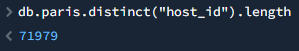 > db.paris.distinct("host_id").length
< 71979